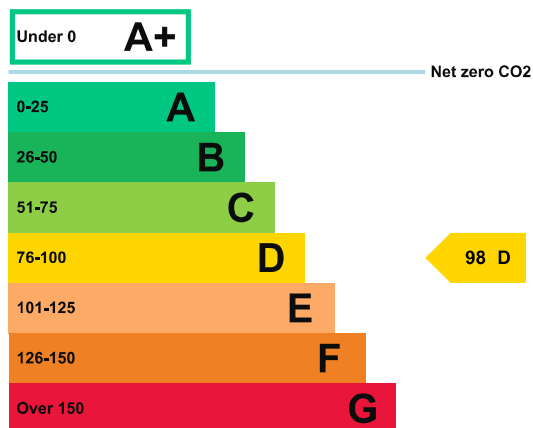 Under 0 A+
Net zero CO2
0-25 A
26-50 B
51-75 C
76-100 D
98 D
101-125 E
126-150 F
Over 150 G